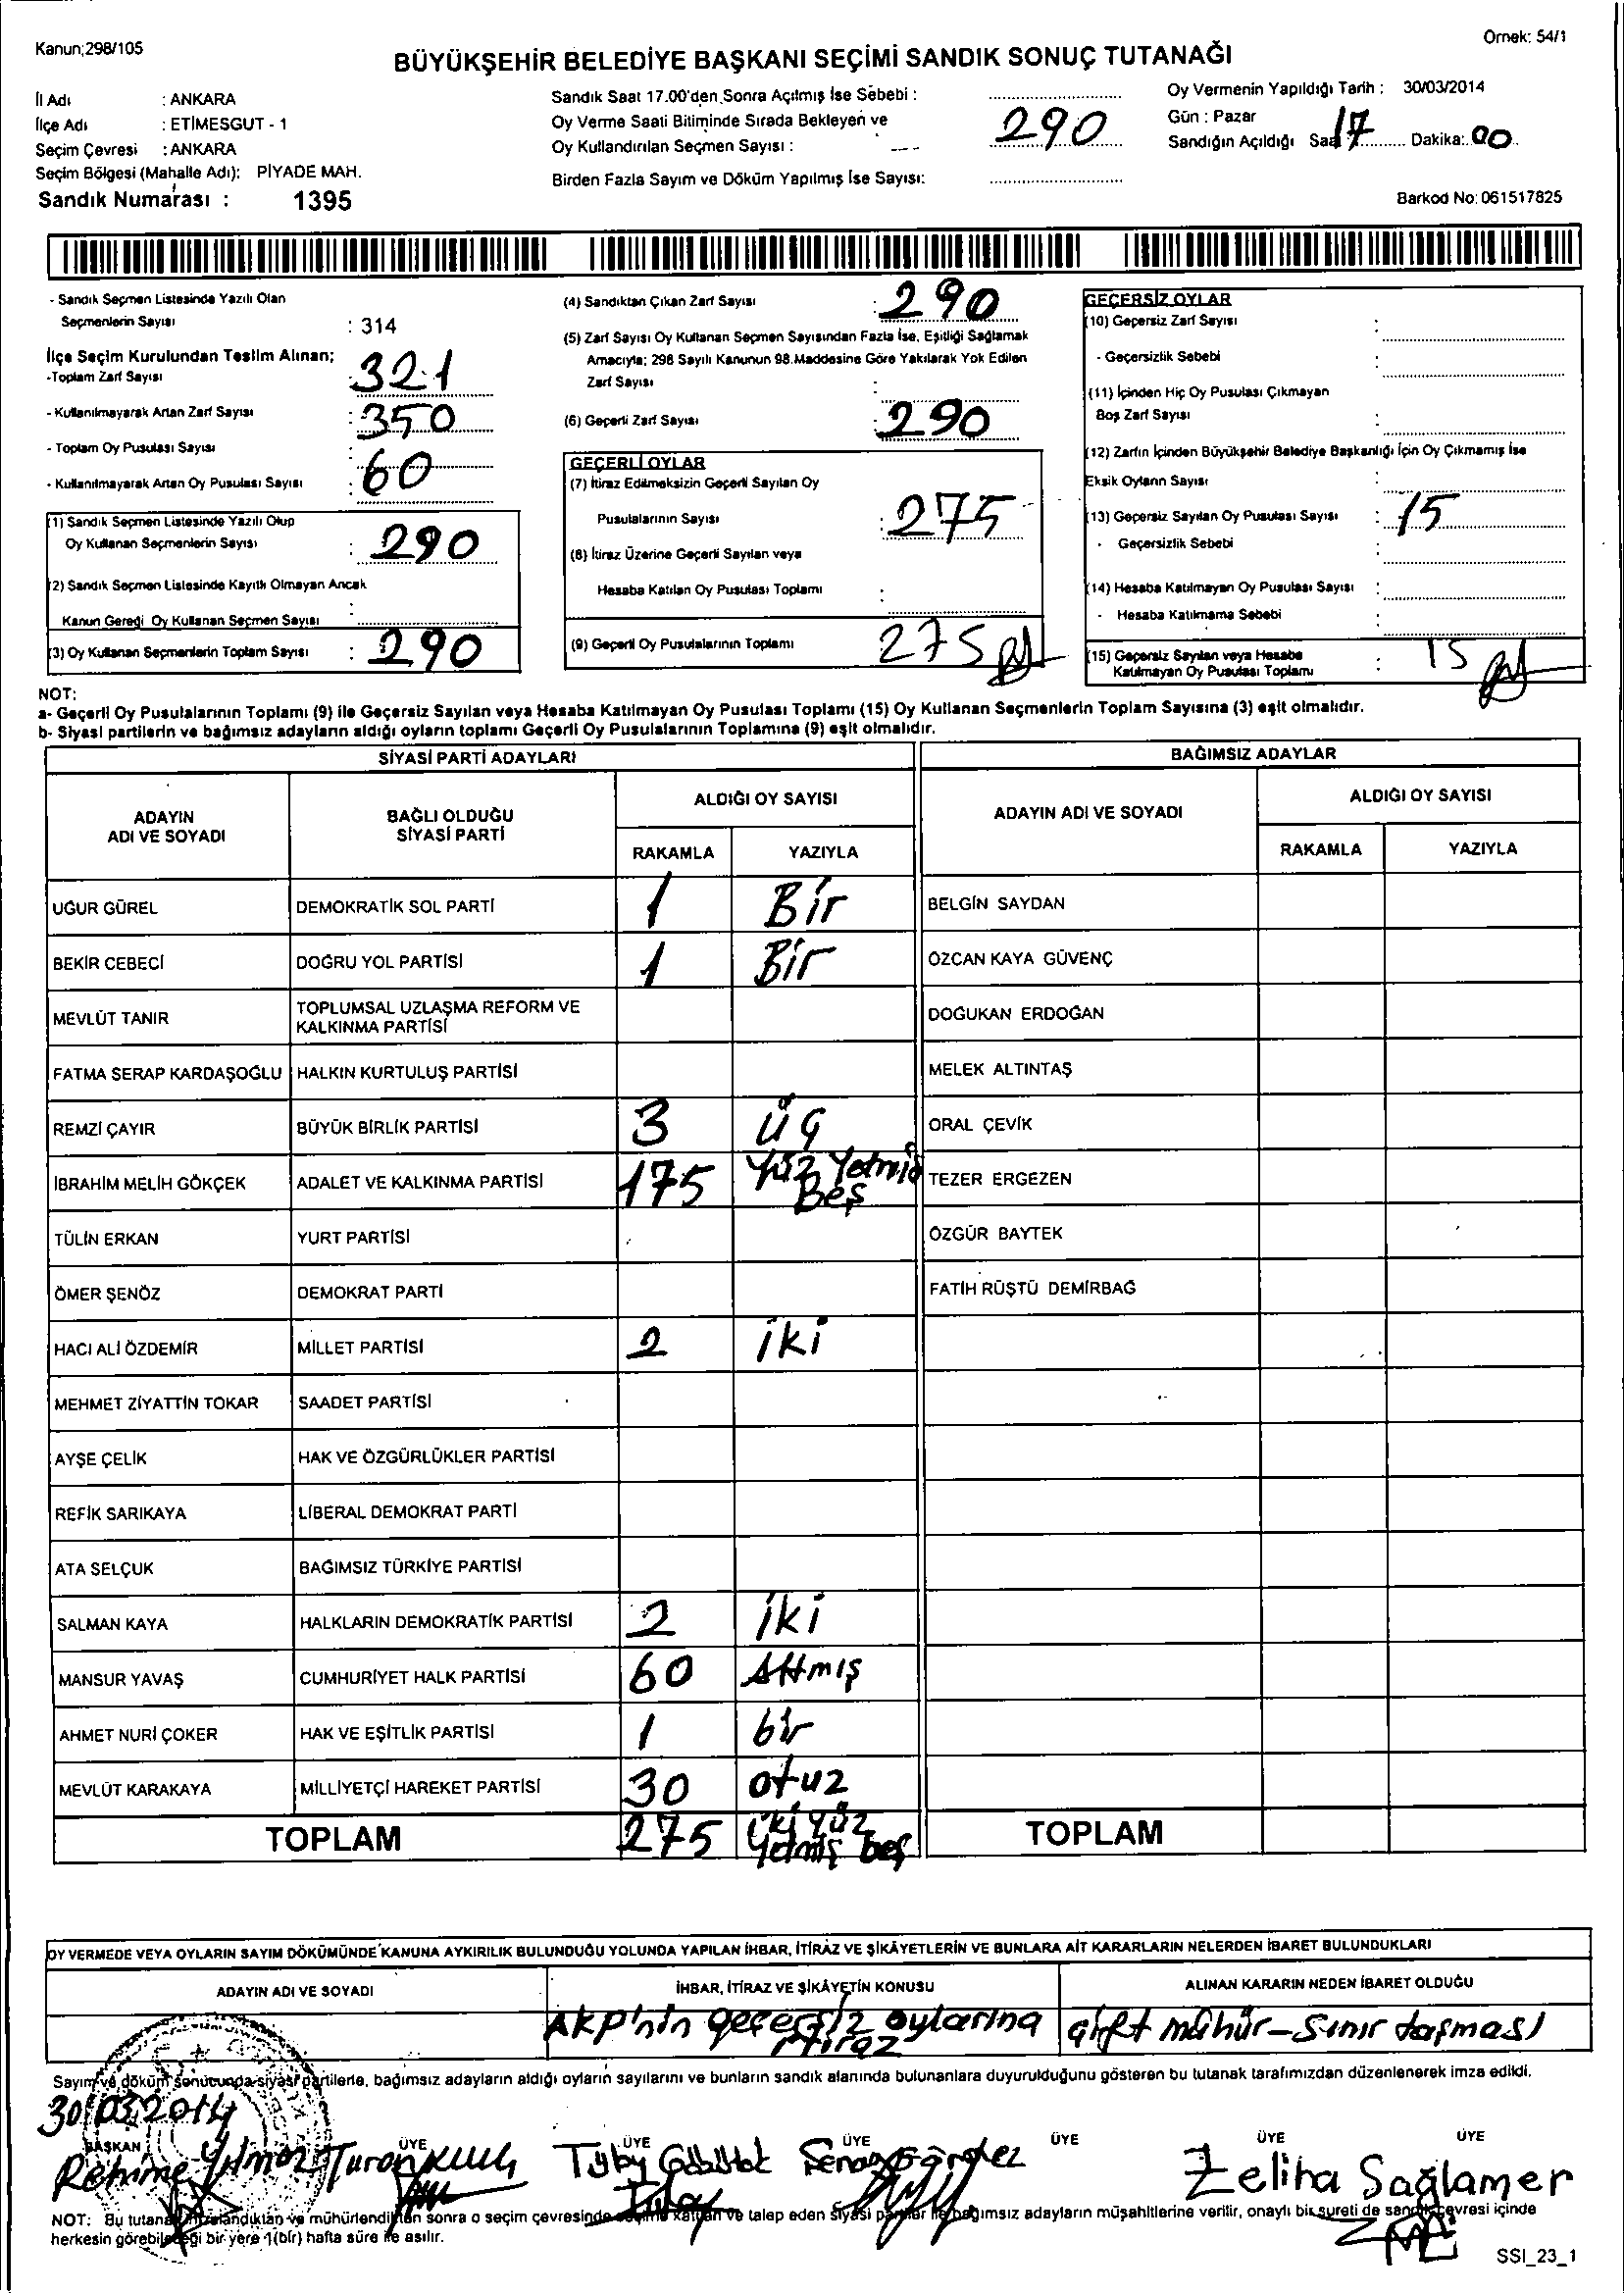 Kanun;298/105
Örnek: 54/1
BÜYÜKŞEHİR BELEDİYE BAŞKANI SEÇİMİ SANDIK SONUÇ TUTANAĞI
İl Adı : ANKARA
İlçe Adı : ETİMESGUT - 1
Seçim Çevresi : ANKARA
Seçim Bölgesi (Mahalle Adı): PİYADE MAH.
Sandık Numarası : 1395
Sandık Saat 17.00'den Sonra Açılmış İse Sebebi :
Oy Verme Saati Bitiminde Sırada Bekleyen ve
Oy Kullandırılan Seçmen Sayısı : 290
Birden Fazla Sayım ve Döküm Yapılmış İse Sayısı:
Oy Vermenin Yapıldığı Tarih : 30/03/2014
Gün : Pazar
Sandığın Açıldığı Saat 17 Dakika: 00
Barkod No: 061517825
- Sandık Seçmen Listesinde Yazılı Olan
Seçmenlerin Sayısı : 314
İlçe Seçim Kurulundan Teslim Alınan;
-Toplam Zarf Sayısı : 321
- Kullanılmayarak Artan Zarf Sayısı : 350
- Toplam Oy Pusulası Sayısı :
- Kullanılmayarak Artan Oy Pusulası Sayısı : 60
(1) Sandık Seçmen Listesinde Yazılı Olup
Oy Kullanan Seçmenlerin Sayısı : 290
(2) Sandık Seçmen Listesinde Kayıtlı Olmayan Ancak
Kanun Gereği Oy Kullanan Seçmen Sayısı :
(3) Oy Kullanan Seçmenlerin Toplam Sayısı : 290
(4) Sandıktan Çıkan Zarf Sayısı : 290
(5) Zarf Sayısı Oy Kullanan Seçmen Sayısından Fazla İse, Eşitliği Sağlamak
Amacıyla; 298 Sayılı Kanunun 98.Maddesine Göre Yakılarak Yok Edilen
Zarf Sayısı :
(6) Geçerli Zarf Sayısı : 290
GEÇERLİ OYLAR
(7) İtiraz Edilmeksizin Geçerli Sayılan Oy
Pusulalarının Sayısı : 275
(8) İtiraz Üzerine Geçerli Sayılan veya
Hesaba Katılan Oy Pusulası Toplamı :
(9) Geçerli Oy Pusulalarının Toplamı 275
GEÇERSİZ OYLAR
(10) Geçersiz Zarf Sayısı :
- Geçersizlik Sebebi :
(11) İçinden Hiç Oy Pusulası Çıkmayan
Boş Zarf Sayısı :
(12) Zarfın İçinden Büyükşehir Belediye Başkanlığı İçin Oy Çıkmamış İse
Eksik Oyların Sayısı :
(13) Geçersiz Sayılan Oy Pusulası Sayısı : 15
- Geçersizlik Sebebi :
(14) Hesaba Katılmayan Oy Pusulası Sayısı :
- Hesaba Katılmama Sebebi :
(15) Geçersiz Sayılan veya Hesaba
Katılmayan Oy Pusulası Toplamı : 15
NOT:
a- Geçerli Oy Pusulalarının Toplamı (9) ile Geçersiz Sayılan veya Hesaba Katılmayan Oy Pusulası Toplamı (15) Oy Kullanan Seçmenlerin Toplam Sayısına (3) eşit olmalıdır.
b- Siyasi partilerin ve bağımsız adayların aldığı oyların toplamı Geçerli Oy Pusulalarının Toplamına (9) eşit olmalıdır.
SİYASİ PARTİ ADAYLARI
BAĞIMSIZ ADAYLAR
ADAYIN ADI VE SOYADI
BAĞLI OLDUĞU SİYASİ PARTİ
ALDIĞI OY SAYISI
RAKAMLA YAZIYLA
ADAYIN ADI VE SOYADI
ALDIĞI OY SAYISI
RAKAMLA YAZIYLA
UĞUR GÜREL DEMOKRATİK SOL PARTİ 1 Bir BELGİN SAYDAN
BEKİR CEBECİ DOĞRU YOL PARTİSİ 1 Bir ÖZCAN KAYA GÜVENÇ
MEVLÜT TANIR TOPLUMSAL UZLAŞMA REFORM VE KALKINMA PARTİSİ DOĞUKAN ERDOĞAN
FATMA SERAP KARDAŞOĞLU HALKIN KURTULUŞ PARTİSİ MELEK ALTINTAŞ
REMZİ ÇAYIR BÜYÜK BİRLİK PARTİSİ 3 ÜÇ ORAL ÇEVİK
İBRAHİM MELİH GÖKÇEK ADALET VE KALKINMA PARTİSİ 175 Yüz Yetmiş Beş TEZER ERGEZEN
TÜLİN ERKAN YURT PARTİSİ ÖZGÜR BAYTEK
ÖMER ŞENÖZ DEMOKRAT PARTİ FATİH RÜŞTÜ DEMİRBAĞ
HACI ALİ ÖZDEMİR MİLLET PARTİSİ 2 iki
MEHMET ZİYATTİN TOKAR SAADET PARTİSİ
AYŞE ÇELİK HAK VE ÖZGÜRLÜKLER PARTİSİ
REFİK SARIKAYA LİBERAL DEMOKRAT PARTİ
ATA SELÇUK BAĞIMSIZ TÜRKİYE PARTİSİ
SALMAN KAYA HALKLARIN DEMOKRATİK PARTİSİ 2 iki
MANSUR YAVAŞ CUMHURİYET HALK PARTİSİ 60 Altmış
AHMET NURİ ÇOKER HAK VE EŞİTLİK PARTİSİ 1 bir
MEVLÜT KARAKAYA MİLLİYETÇİ HAREKET PARTİSİ 30 otuz
TOPLAM 275 iki yüz yetmiş beş TOPLAM
OY VERMEDE VEYA OYLARIN SAYIM DÖKÜMÜNDE KANUNA AYKIRILIK BULUNDUĞU YOLUNDA YAPILAN İHBAR, İTİRAZ VE ŞİKÂYETLERİN VE BUNLARA AİT KARARLARIN NELERDEN İBARET BULUNDUKLARI
ADAYIN ADI VE SOYADI İHBAR, İTİRAZ VE ŞİKÂYETİN KONUSU ALINAN KARARIN NEDEN İBARET OLDUĞU
AKP'nin geçersiz oylarına itiraz çift mühür-Sınır taşması
Sayım ve döküm sonucunda siyasi partilerle, bağımsız adayların aldığı oyların sayılarını ve bunların sandık alanında bulunanlara duyurulduğunu gösteren bu tutanak tarafımızdan düzenlenerek imza edildi.
30/03/2014
BAŞKAN ÜYE ÜYE ÜYE ÜYE ÜYE ÜYE
Rehime Yılmaz Turan Zeliha Sağlamer
NOT: Bu tutanak imzalandıktan ve mühürlendikten sonra o seçim çevresinde seçime katılan ve talep eden siyasi partiler ile bağımsız adayların müşahitlerine verilir, onaylı bir sureti de sandık çevresi içinde
herkesin görebileceği bir yere 1(bir) hafta süre ile asılır.
SSI_23_1